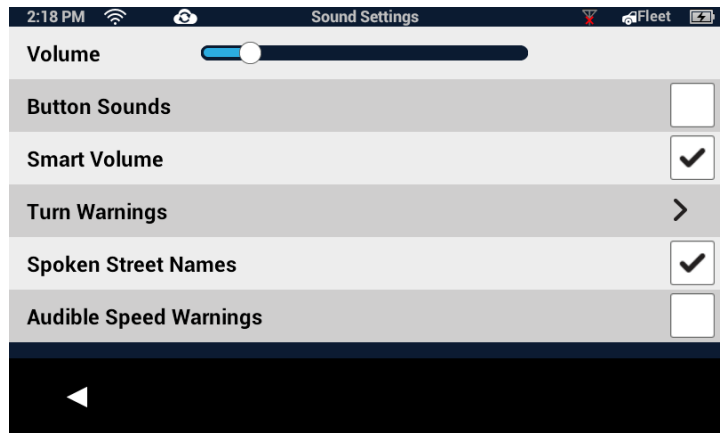 2:18 PM Sound Settings Fleet
Volume
Button Sounds
Smart Volume
Turn Warnings
Spoken Street Names
Audible Speed Warnings